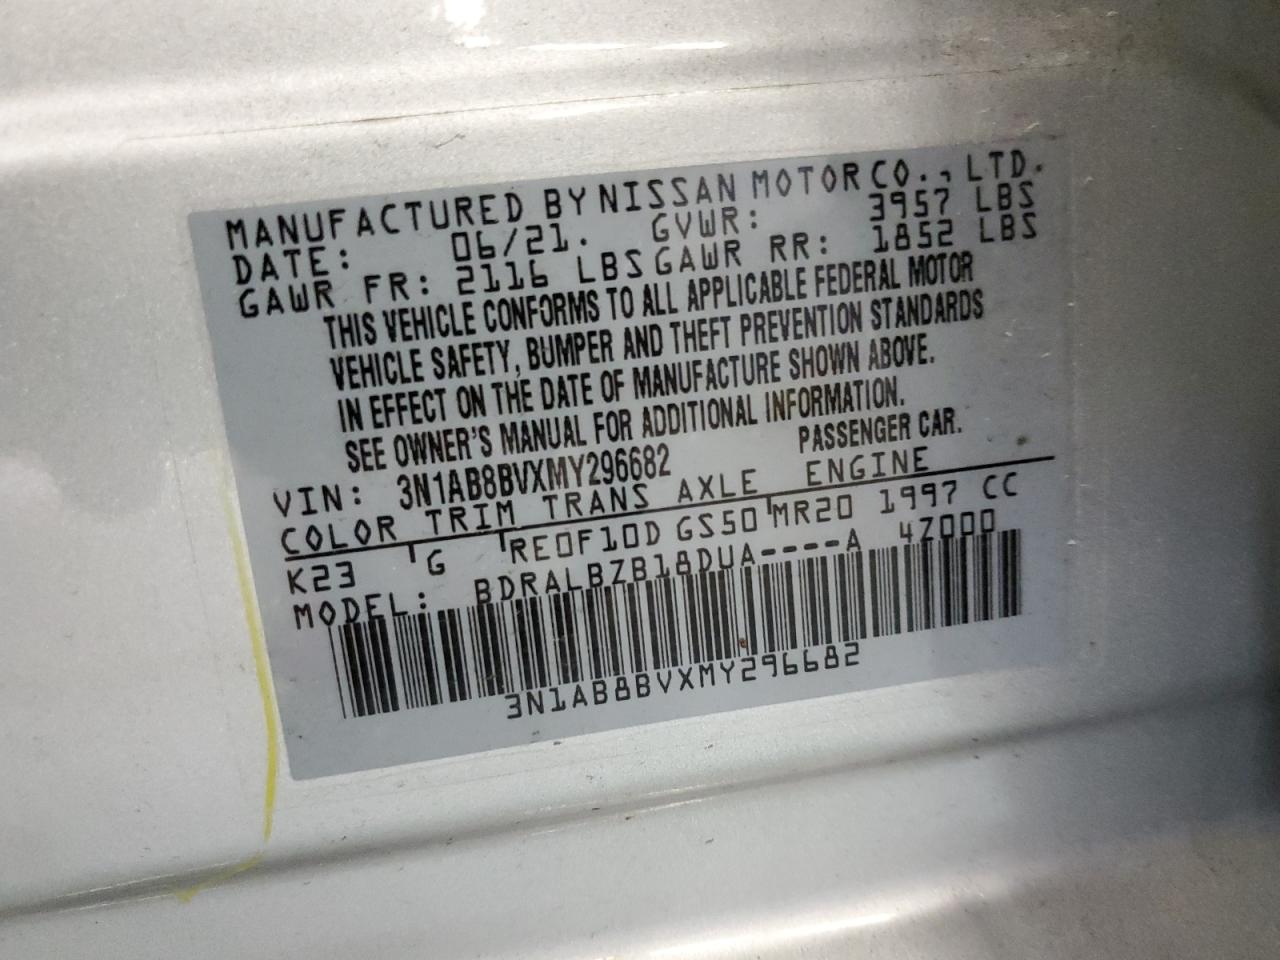 MANUFACTURED BY NISSAN MOTOR CO., LTD.
DATE: 06/21. GVWR: 3957 LBS
GAWR FR: 2116 LBS GAWR RR: 1852 LBS
THIS VEHICLE CONFORMS TO ALL APPLICABLE FEDERAL MOTOR
VEHICLE SAFETY, BUMPER AND THEFT PREVENTION STANDARDS
IN EFFECT ON THE DATE OF MANUFACTURE SHOWN ABOVE.
SEE OWNER'S MANUAL FOR ADDITIONAL INFORMATION.
VIN: 3N1AB8BVXMY296682 PASSENGER CAR.
COLOR TRIM TRANS AXLE ENGINE
K23 G RE0F10D GS50 MR20 1997 CC
MODEL: BDRALBZB18DUA----A 4Z000
3N1AB8BVXMY296682